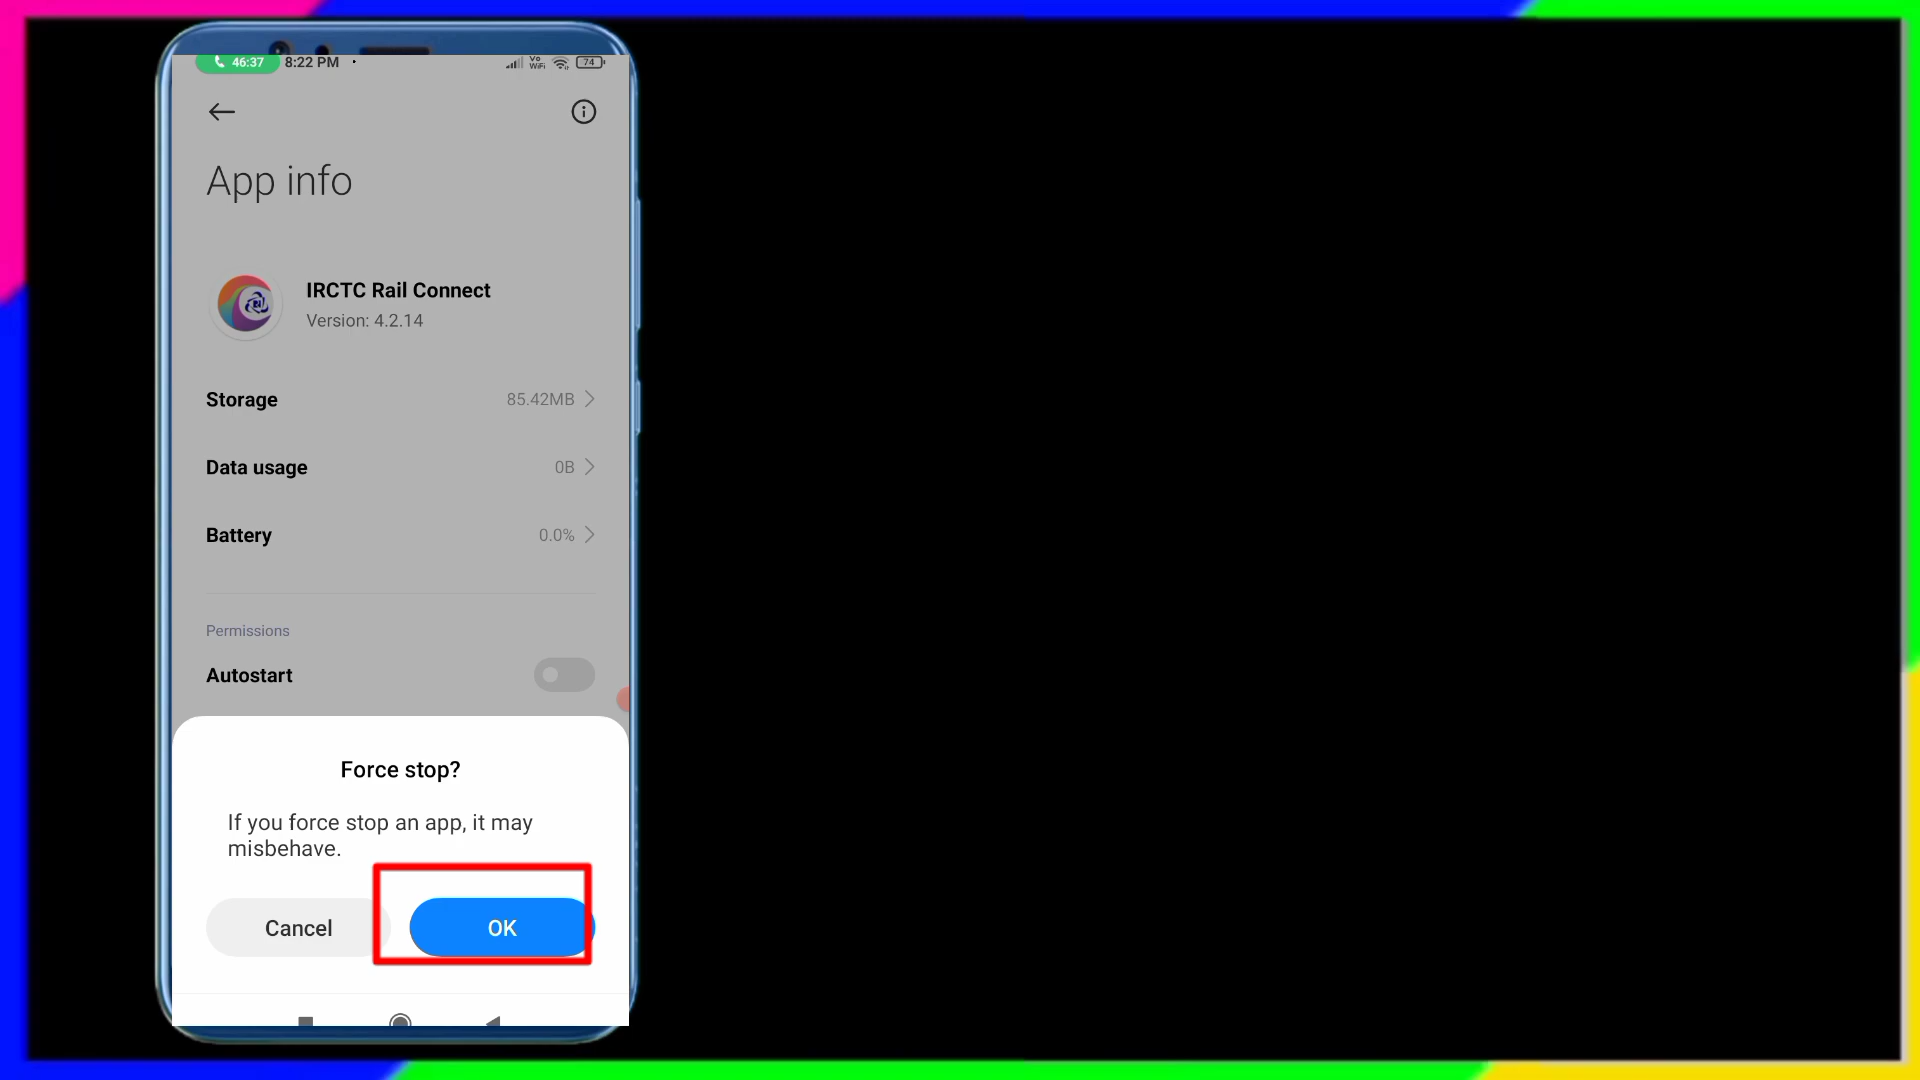 46:37 8:22 PM Vo WiFi 74
App info
IRCTC Rail Connect
Version: 4.2.14
Storage 85.42MB
Data usage 0B
Battery 0.0%
Permissions
Autostart
Force stop?
If you force stop an app, it may
misbehave.
Cancel OK